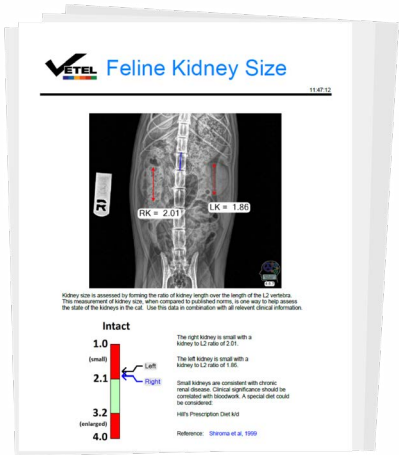 VETEL Feline Kidney Size
11:47:12
RK = 2.01
LK = 1.86
Kidney size is assessed by forming the ratio of kidney length over the length of the L2 vertebra.
This measurement of kidney size, when compared to published norms, is one way to help assess
the state of the kidneys in the cat. Use this data in combination with all relevent clinical information.
Intact
1.0
(small)
2.1
3.2
(enlarged)
4.0
Left
Right
The right kidney is small with a
kidney to L2 ratio of 2.01.
The left kidney is small with a
kidney to L2 ratio of 1.86.
Small kidneys are consistent with chronic
renal disease. Clinical significance should be
correlated with bloodwork. A special diet could
be considered:
Hill's Prescription Diet k/d
Reference: Shiroma et al, 1999